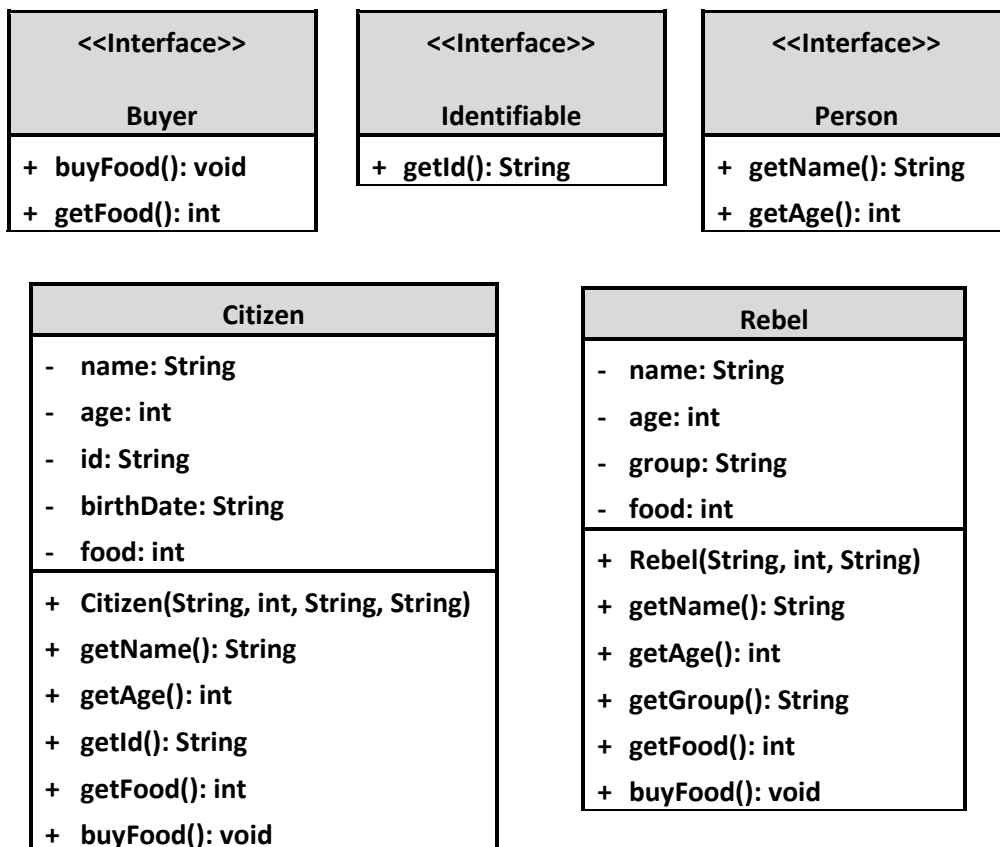 <<Interface>>
Buyer
+ buyFood(): void
+ getFood(): int
<<Interface>>
Identifiable
+ getId(): String
<<Interface>>
Person
+ getName(): String
+ getAge(): int
Citizen
- name: String
- age: int
- id: String
- birthDate: String
- food: int
+ Citizen(String, int, String, String)
+ getName(): String
+ getAge(): int
+ getId(): String
+ getFood(): int
+ buyFood(): void
Rebel
- name: String
- age: int
- group: String
- food: int
+ Rebel(String, int, String)
+ getName(): String
+ getAge(): int
+ getGroup(): String
+ getFood(): int
+ buyFood(): void